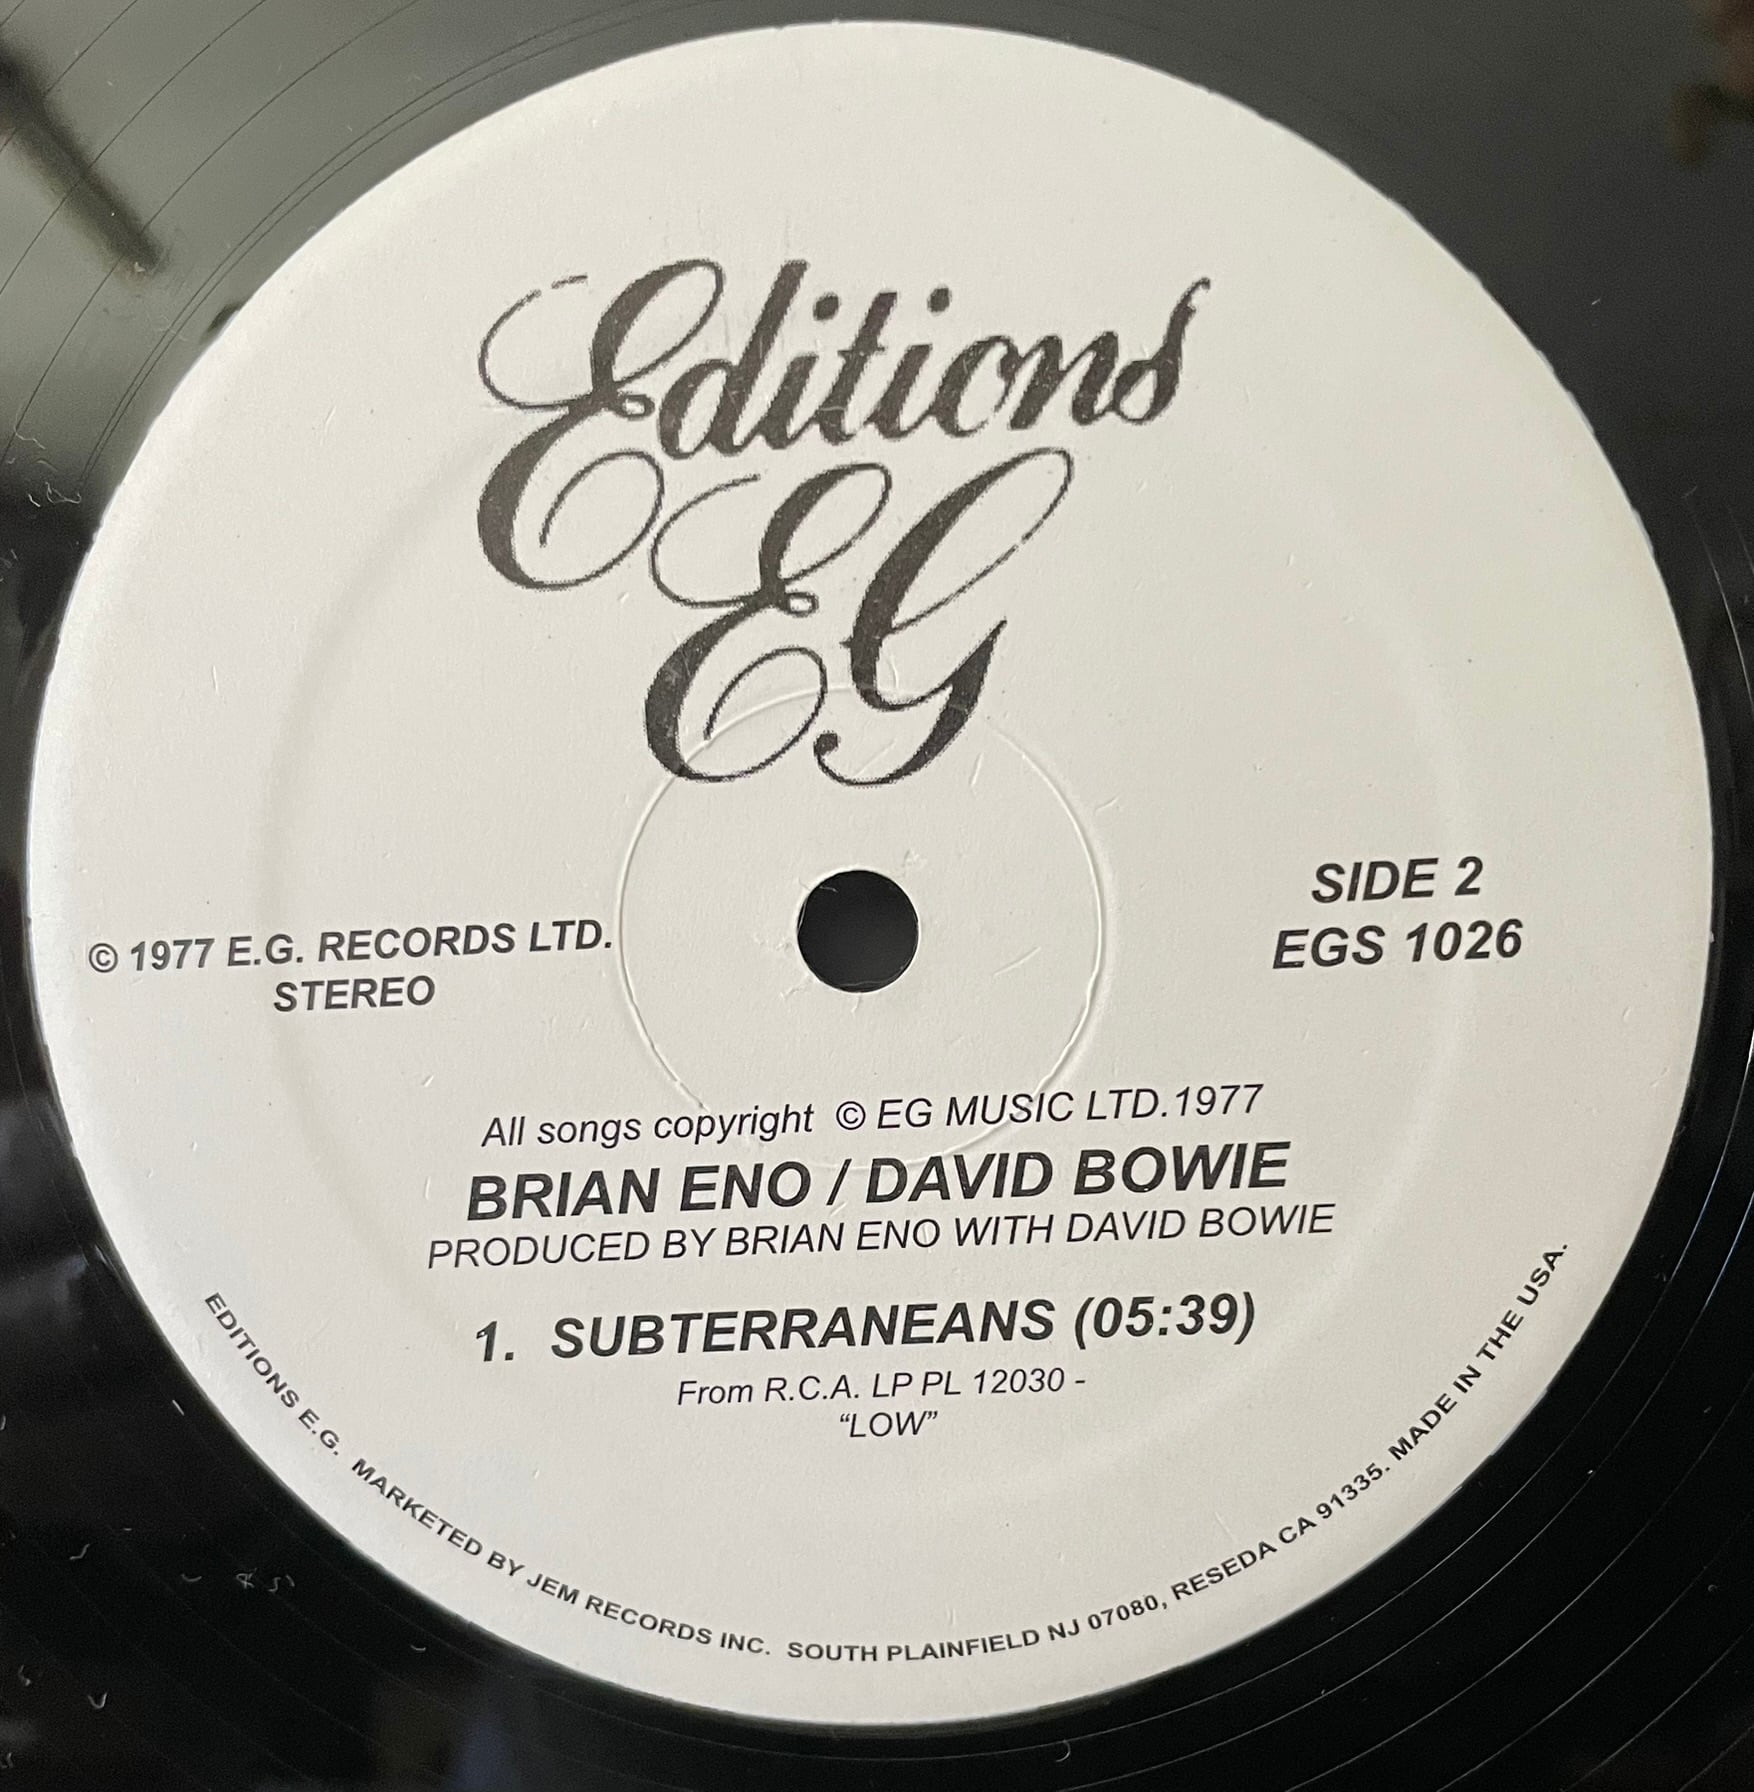 Editions
EG
SIDE 2
EGS 1026
© 1977 E.G. RECORDS LTD.
STEREO
All songs copyright © EG MUSIC LTD.1977
BRIAN ENO / DAVID BOWIE
PRODUCED BY BRIAN ENO WITH DAVID BOWIE
1. SUBTERRANEANS (05:39)
From R.C.A. LP PL 12030 -
“LOW”
EDITIONS E.G. MARKETED BY JEM RECORDS INC. SOUTH PLAINFIELD NJ 07080, RESEDA CA 91335. MADE IN THE USA.